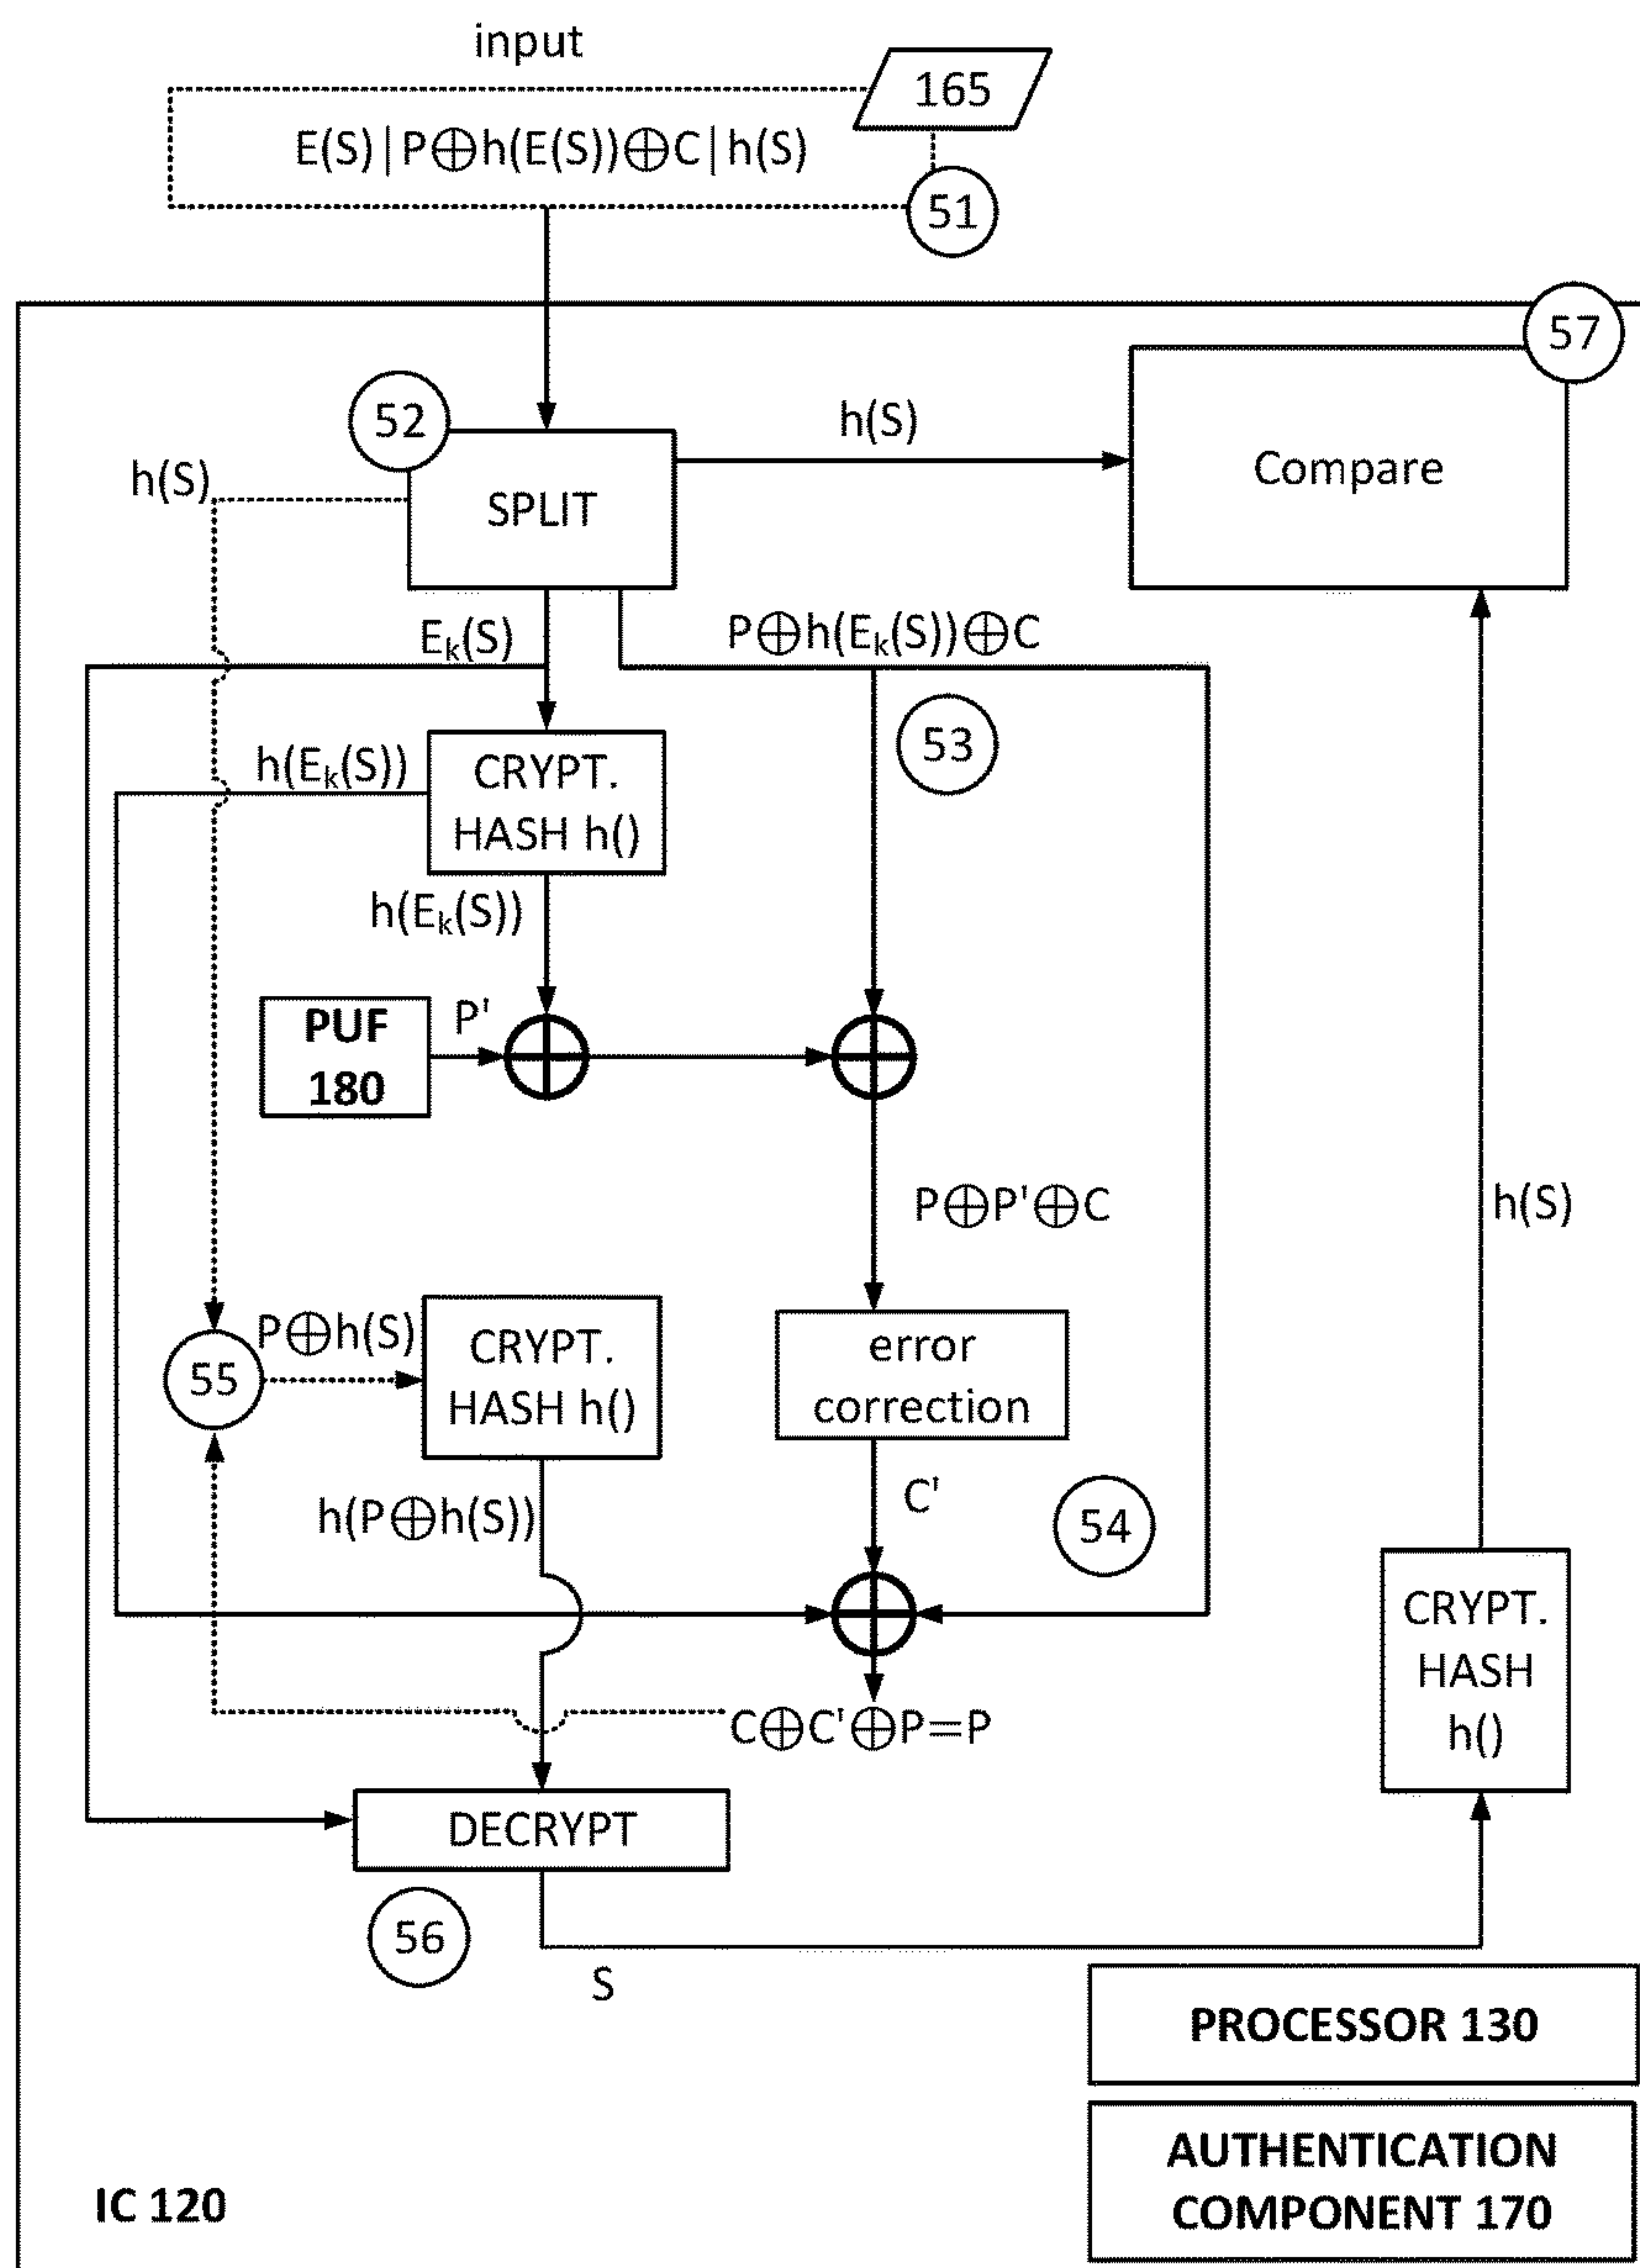 input
165
E(S)|P⨁h(E(S))⨁C|h(S)
51
57
52
h(S)
Compare
h(S)
SPLIT
Eₖ(S)
P⨁h(Eₖ(S))⨁C
53
h(Eₖ(S))
CRYPT.
HASH h()
h(Eₖ(S))
PUF
180
P'
P⨁P'⨁C
h(S)
55
P⨁h(S)
CRYPT.
HASH h()
error
correction
h(P⨁h(S))
C'
54
CRYPT.
HASH
h()
C⨁C'⨁P=P
DECRYPT
56
S
PROCESSOR 130
AUTHENTICATION
COMPONENT 170
IC 120